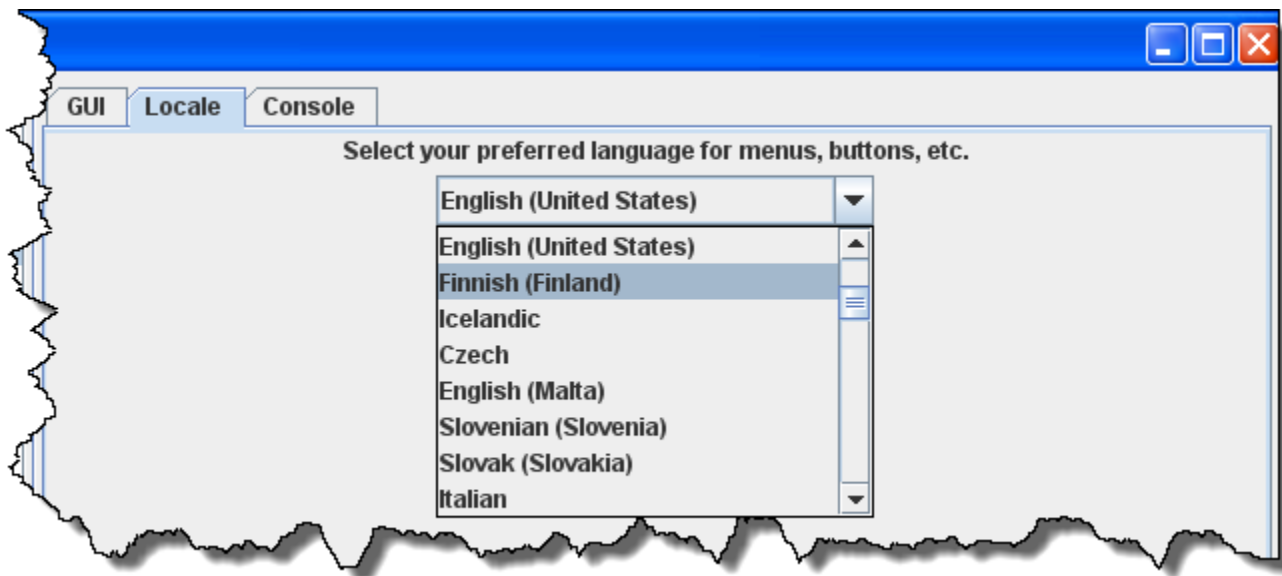 GUI Locale Console
Select your preferred language for menus, buttons, etc.
English (United States)
English (United States)
Finnish (Finland)
Icelandic
Czech
English (Malta)
Slovenian (Slovenia)
Slovak (Slovakia)
Italian